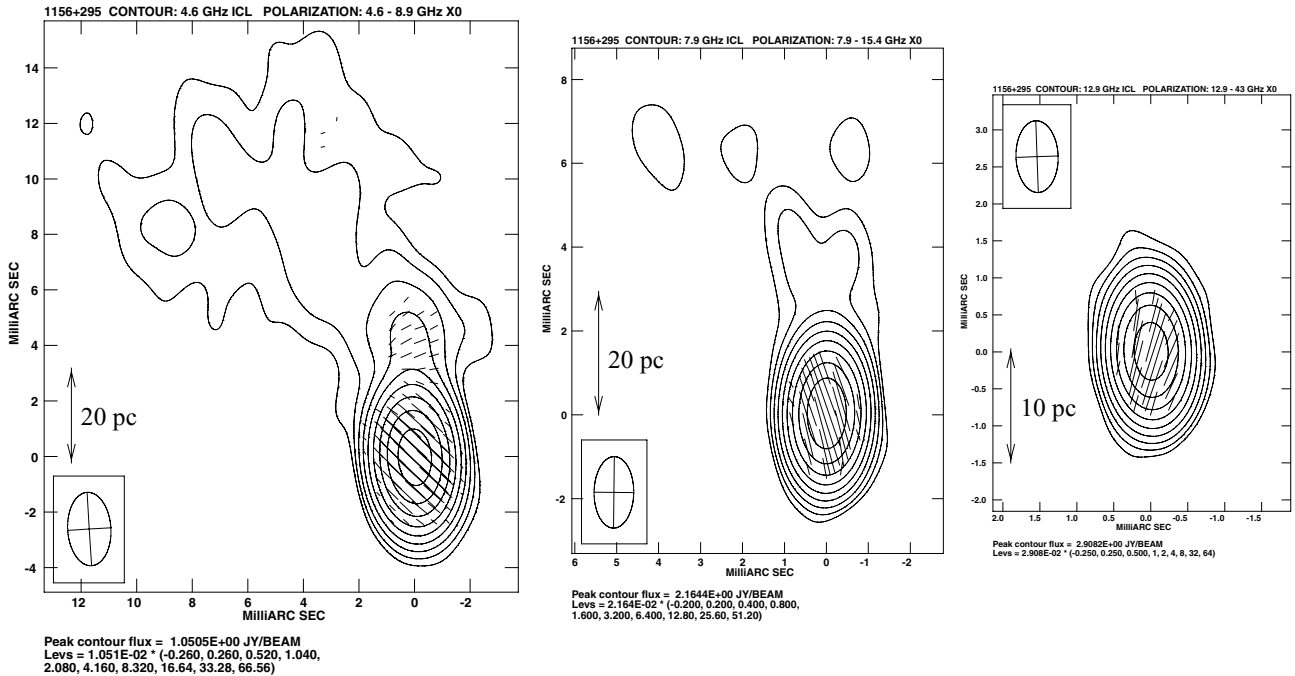 1156+295 CONTOUR: 4.6 GHz ICL POLARIZATION: 4.6 - 8.9 GHz X0
14
12
10
8
6
4
2
0
-2
-4
MilliARC SEC
20 pc
12
10
8
6
4
2
0
-2
MilliARC SEC
Peak contour flux = 1.0505E+00 JY/BEAM
Levs = 1.051E-02 * (-0.260, 0.260, 0.520, 1.040,
2.080, 4.160, 8.320, 16.64, 33.28, 66.56)
1156+295 CONTOUR: 7.9 GHz ICL POLARIZATION: 7.9 - 15.4 GHz X0
8
6
4
2
0
-2
MilliARC SEC
20 pc
6
5
4
3
2
1
0
-1
-2
MilliARC SEC
Peak contour flux = 2.1644E+00 JY/BEAM
Levs = 2.164E-02 * (-0.200, 0.200, 0.400, 0.800,
1.600, 3.200, 6.400, 12.80, 25.60, 51.20)
1156+295 CONTOUR: 12.9 GHz ICL POLARIZATION: 12.9 - 43 GHz X0
3.0
2.5
2.0
1.5
1.0
0.5
0.0
-0.5
-1.0
-1.5
-2.0
MilliARC SEC
10 pc
2.0
1.5
1.0
0.5
0.0
-0.5
-1.0
-1.5
MilliARC SEC
Peak contour flux = 2.9082E+00 JY/BEAM
Levs = 2.908E-02 * (-0.250, 0.250, 0.500, 1, 2, 4, 8, 32, 64)